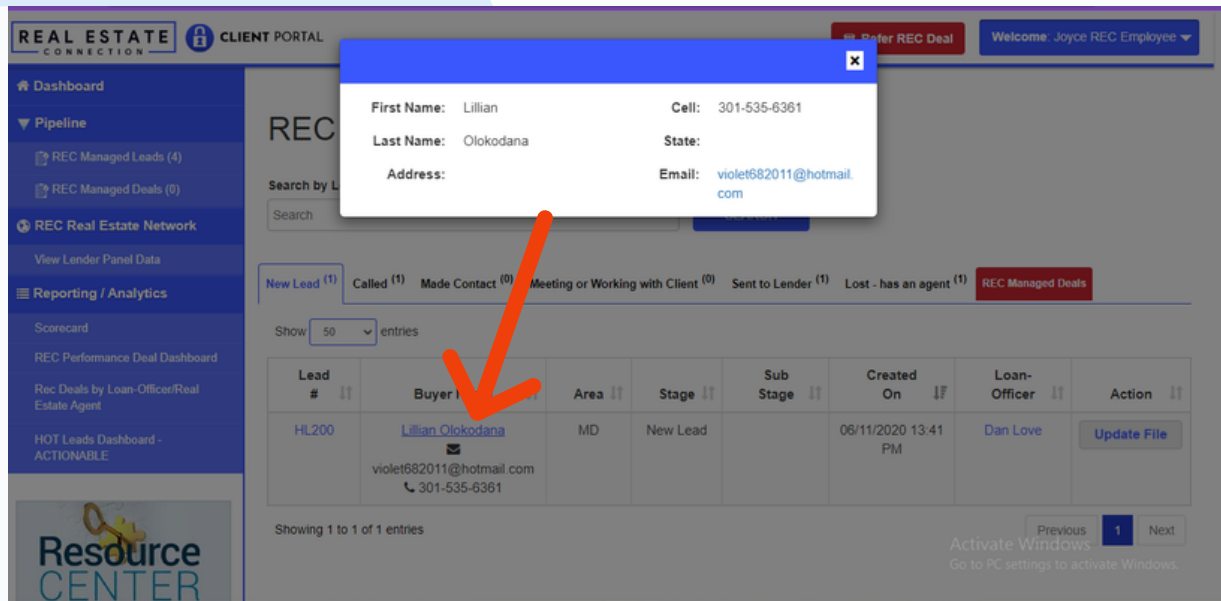 REAL ESTATE
CONNECTION
CLIENT PORTAL
Refer REC Deal
Welcome: Joyce REC Employee
Dashboard
Pipeline
REC Managed Leads (4)
REC Managed Deals (0)
REC Real Estate Network
View Lender Panel Data
Reporting / Analytics
Scorecard
REC Performance Deal Dashboard
Rec Deals by Loan-Officer/Real
Estate Agent
HOT Leads Dashboard -
ACTIONABLE
Resource
CENTER
First Name: Lillian
Cell: 301-535-6361
Last Name: Olokodana
State:
Address:
Email: violet682011@hotmail.
com
REC
Search by
Search
New Lead (1) Called (1) Made Contact (0) Meeting or Working with Client (0) Sent to Lender (1) Lost - has an agent (1) REC Managed Deals
Show 50 entries
Lead
#
Buyer
Area
Stage
Sub
Stage
Created
On
Loan-
Officer
Action
HL200
Lillian Olokodana
violet682011@hotmail.com
301-535-6361
MD
New Lead
06/11/2020 13:41
PM
Dan Love
Update File
Showing 1 to 1 of 1 entries
Previous 1 Next
Activate Windows
Go to PC settings to activate Windows.